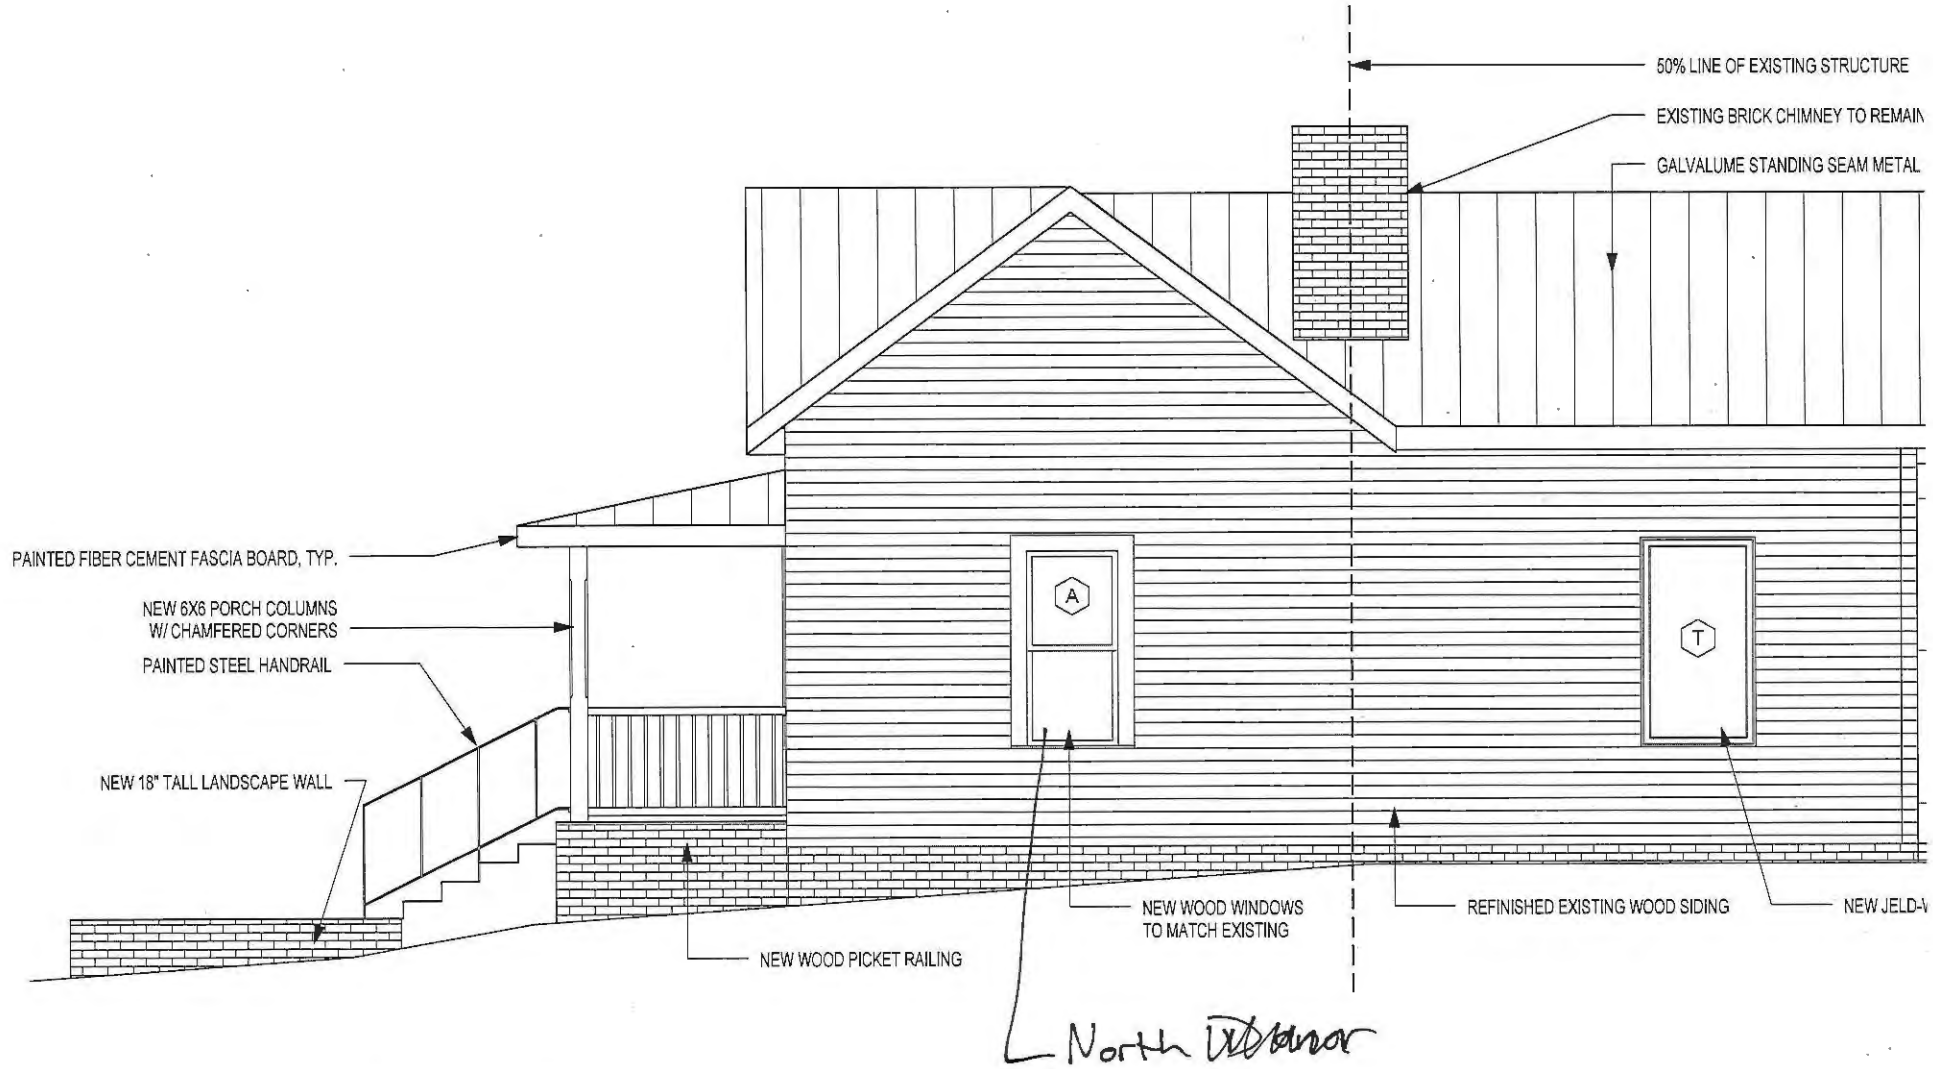 50% LINE OF EXISTING STRUCTURE
EXISTING BRICK CHIMNEY TO REMAIN
GALVALUME STANDING SEAM METAL
PAINTED FIBER CEMENT FASCIA BOARD, TYP.
NEW 6X6 PORCH COLUMNS
W/ CHAMFERED CORNERS
PAINTED STEEL HANDRAIL
NEW 18" TALL LANDSCAPE WALL
A
T
NEW WOOD WINDOWS
TO MATCH EXISTING
REFINISHED EXISTING WOOD SIDING
NEW JELD-W
NEW WOOD PICKET RAILING
North